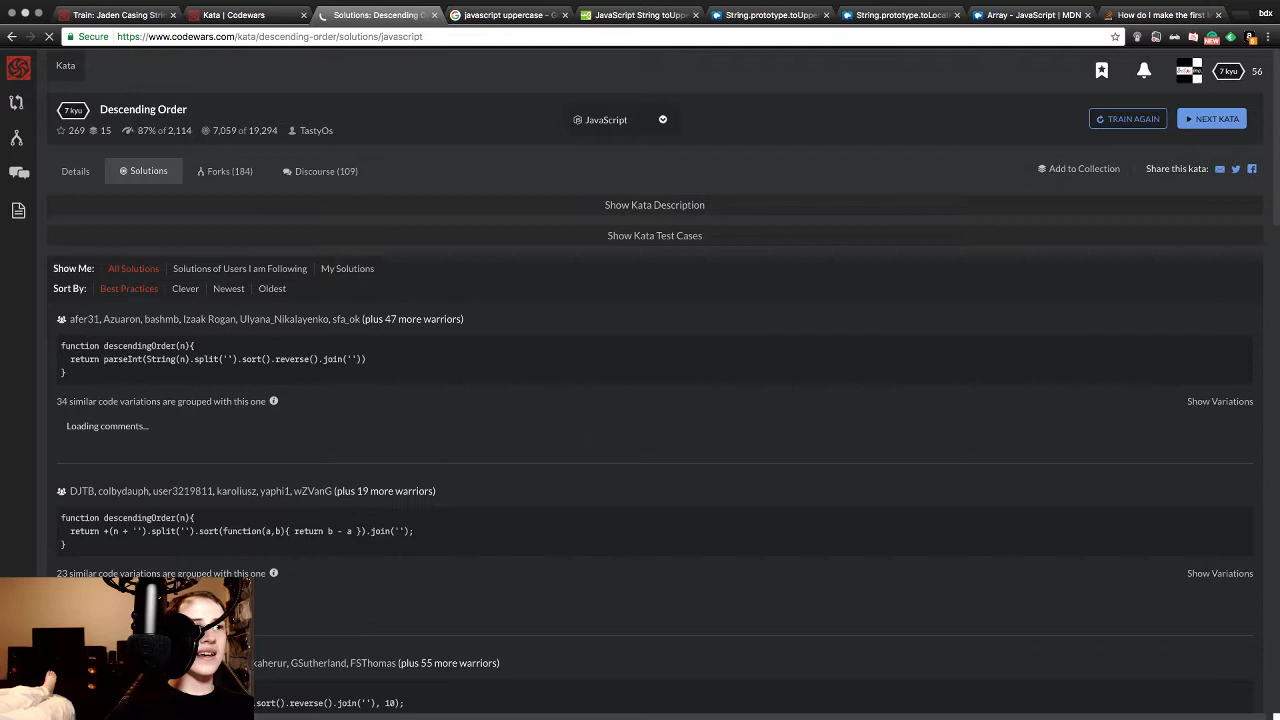 Train: Jaden Casing Str
Kata | Codewars
Solutions: Descending O
javascript uppercase - G
JavaScript String toUppe
String.prototype.toUpp
String.prototype.toLocal
Array - JavaScript | MDN
How do I make the first l
bdx
Secure
https://www.codewars.com/kata/descending-order/solutions/javascript
NEW
Kata
7 kyu 56
7 kyu Descending Order
JavaScript
TRAIN AGAIN
NEXT KATA
269 15 87% of 2,114 7,059 of 19,294 TastyOs
Details Solutions Forks (184) Discourse (109)
Add to Collection Share this kata:
Show Kata Description
Show Kata Test Cases
Show Me: All Solutions Solutions of Users I am Following My Solutions
Sort By: Best Practices Clever Newest Oldest
afer31, Azuaron, bashmb, Izaak Rogan, Ulyana_Nikalayenko, sfa_ok (plus 47 more warriors)
function descendingOrder(n){
return parseInt(String(n).split('').sort().reverse().join(''))
}
34 similar code variations are grouped with this one
Show Variations
Loading comments...
DJTB, colbydauph, user3219811, karoliusz, yaphi1, wZVanG (plus 19 more warriors)
function descendingOrder(n){
return +(n + '').split('').sort(function(a,b){ return b - a }).join('');
}
23 similar code variations are grouped with this one
Show Variations
kaherur, GSutherland, FSThomas (plus 55 more warriors)
.sort().reverse().join(''), 10);